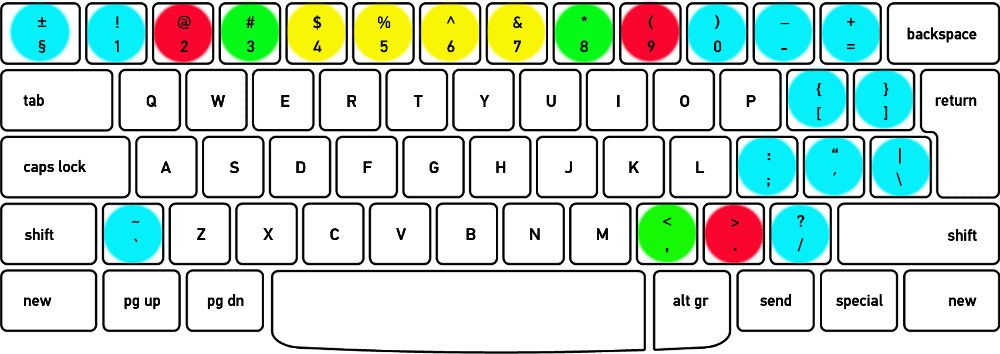 ± ! @ # $ % ^ & * ( ) _ +
§ 1 2 3 4 5 6 7 8 9 0 - = backspace
tab Q W E R T Y U I O P { [ } ] return
caps lock A S D F G H J K L : ; “ ′ | \
shift ~ ` Z X C V B N M < , > . ? / shift
new pg up pg dn alt gr send special new